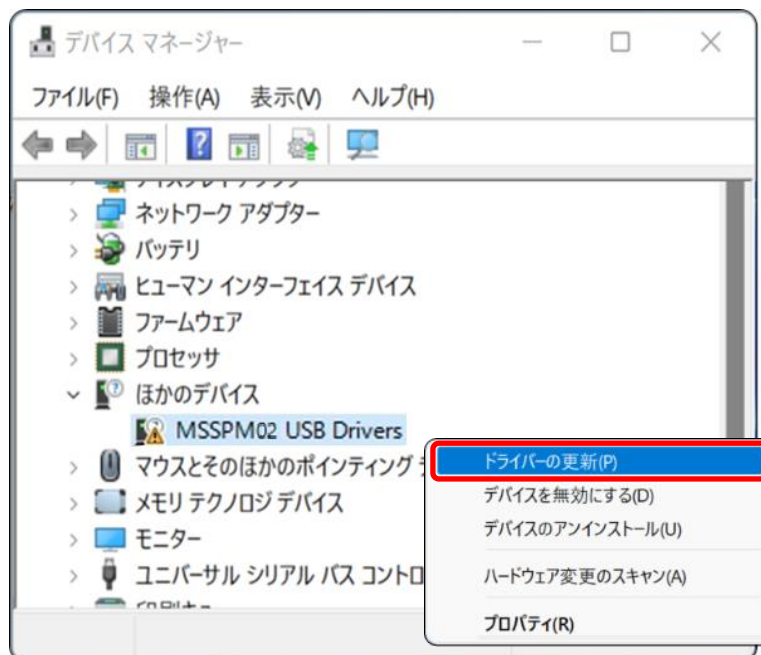 デバイス マネージャー
ファイル(F) 操作(A) 表示(V) ヘルプ(H)
ネットワーク アダプター
バッテリ
ヒューマン インターフェイス デバイス
ファームウェア
プロセッサ
ほかのデバイス
MSSPM02 USB Drivers
マウスとそのほかのポインティング
メモリ テクノロジ デバイス
モニター
ユニバーサル シリアル バス コントロ
ドライバーの更新(P)
デバイスを無効にする(D)
デバイスのアンインストール(U)
ハードウェア変更のスキャン(A)
プロパティ(R)